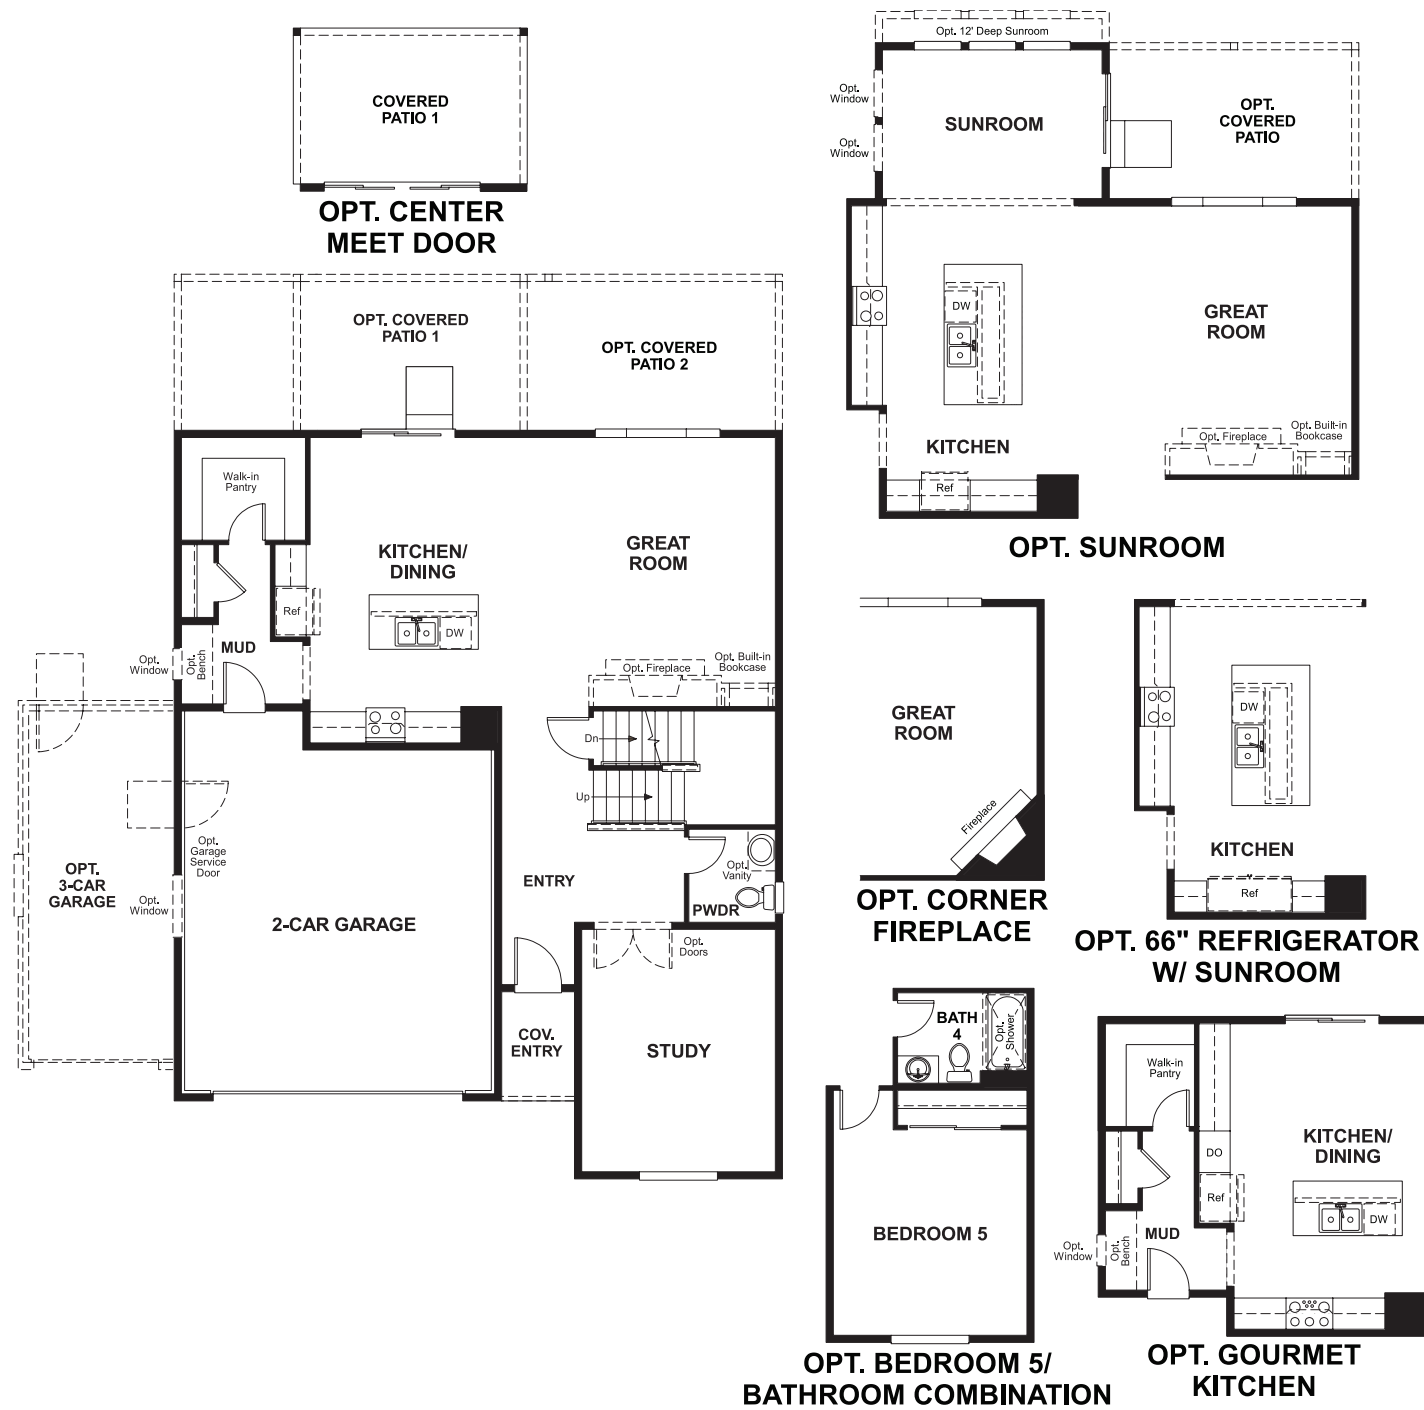 COVERED
PATIO 1
OPT. CENTER
MEET DOOR
OPT. COVERED
PATIO 1
OPT. COVERED
PATIO 2
Walk-in
Pantry
KITCHEN/
DINING
GREAT
ROOM
Ref
DW
MUD
Opt.
Window
Opt.
Bench
Opt. Fireplace
Opt. Built-in
Bookcase
Dn
Up
Opt.
Garage
Service
Door
OPT.
3-CAR
GARAGE
Opt.
Window
2-CAR GARAGE
ENTRY
Opt.
Vanity
PWDR
Opt.
Doors
COV.
ENTRY
STUDY
Opt. 12' Deep Sunroom
Opt.
Window
Opt.
Window
SUNROOM
OPT.
COVERED
PATIO
DW
GREAT
ROOM
KITCHEN
Opt. Fireplace
Opt. Built-in
Bookcase
Ref
OPT. SUNROOM
GREAT
ROOM
Fireplace
OPT. CORNER
FIREPLACE
DW
KITCHEN
Ref
OPT. 66" REFRIGERATOR
W/ SUNROOM
BATH
4
Opt.
Shower
BEDROOM 5
OPT. BEDROOM 5/
BATHROOM COMBINATION
Walk-in
Pantry
KITCHEN/
DINING
DO
Ref
DW
MUD
Opt.
Window
Opt.
Bench
OPT. GOURMET
KITCHEN